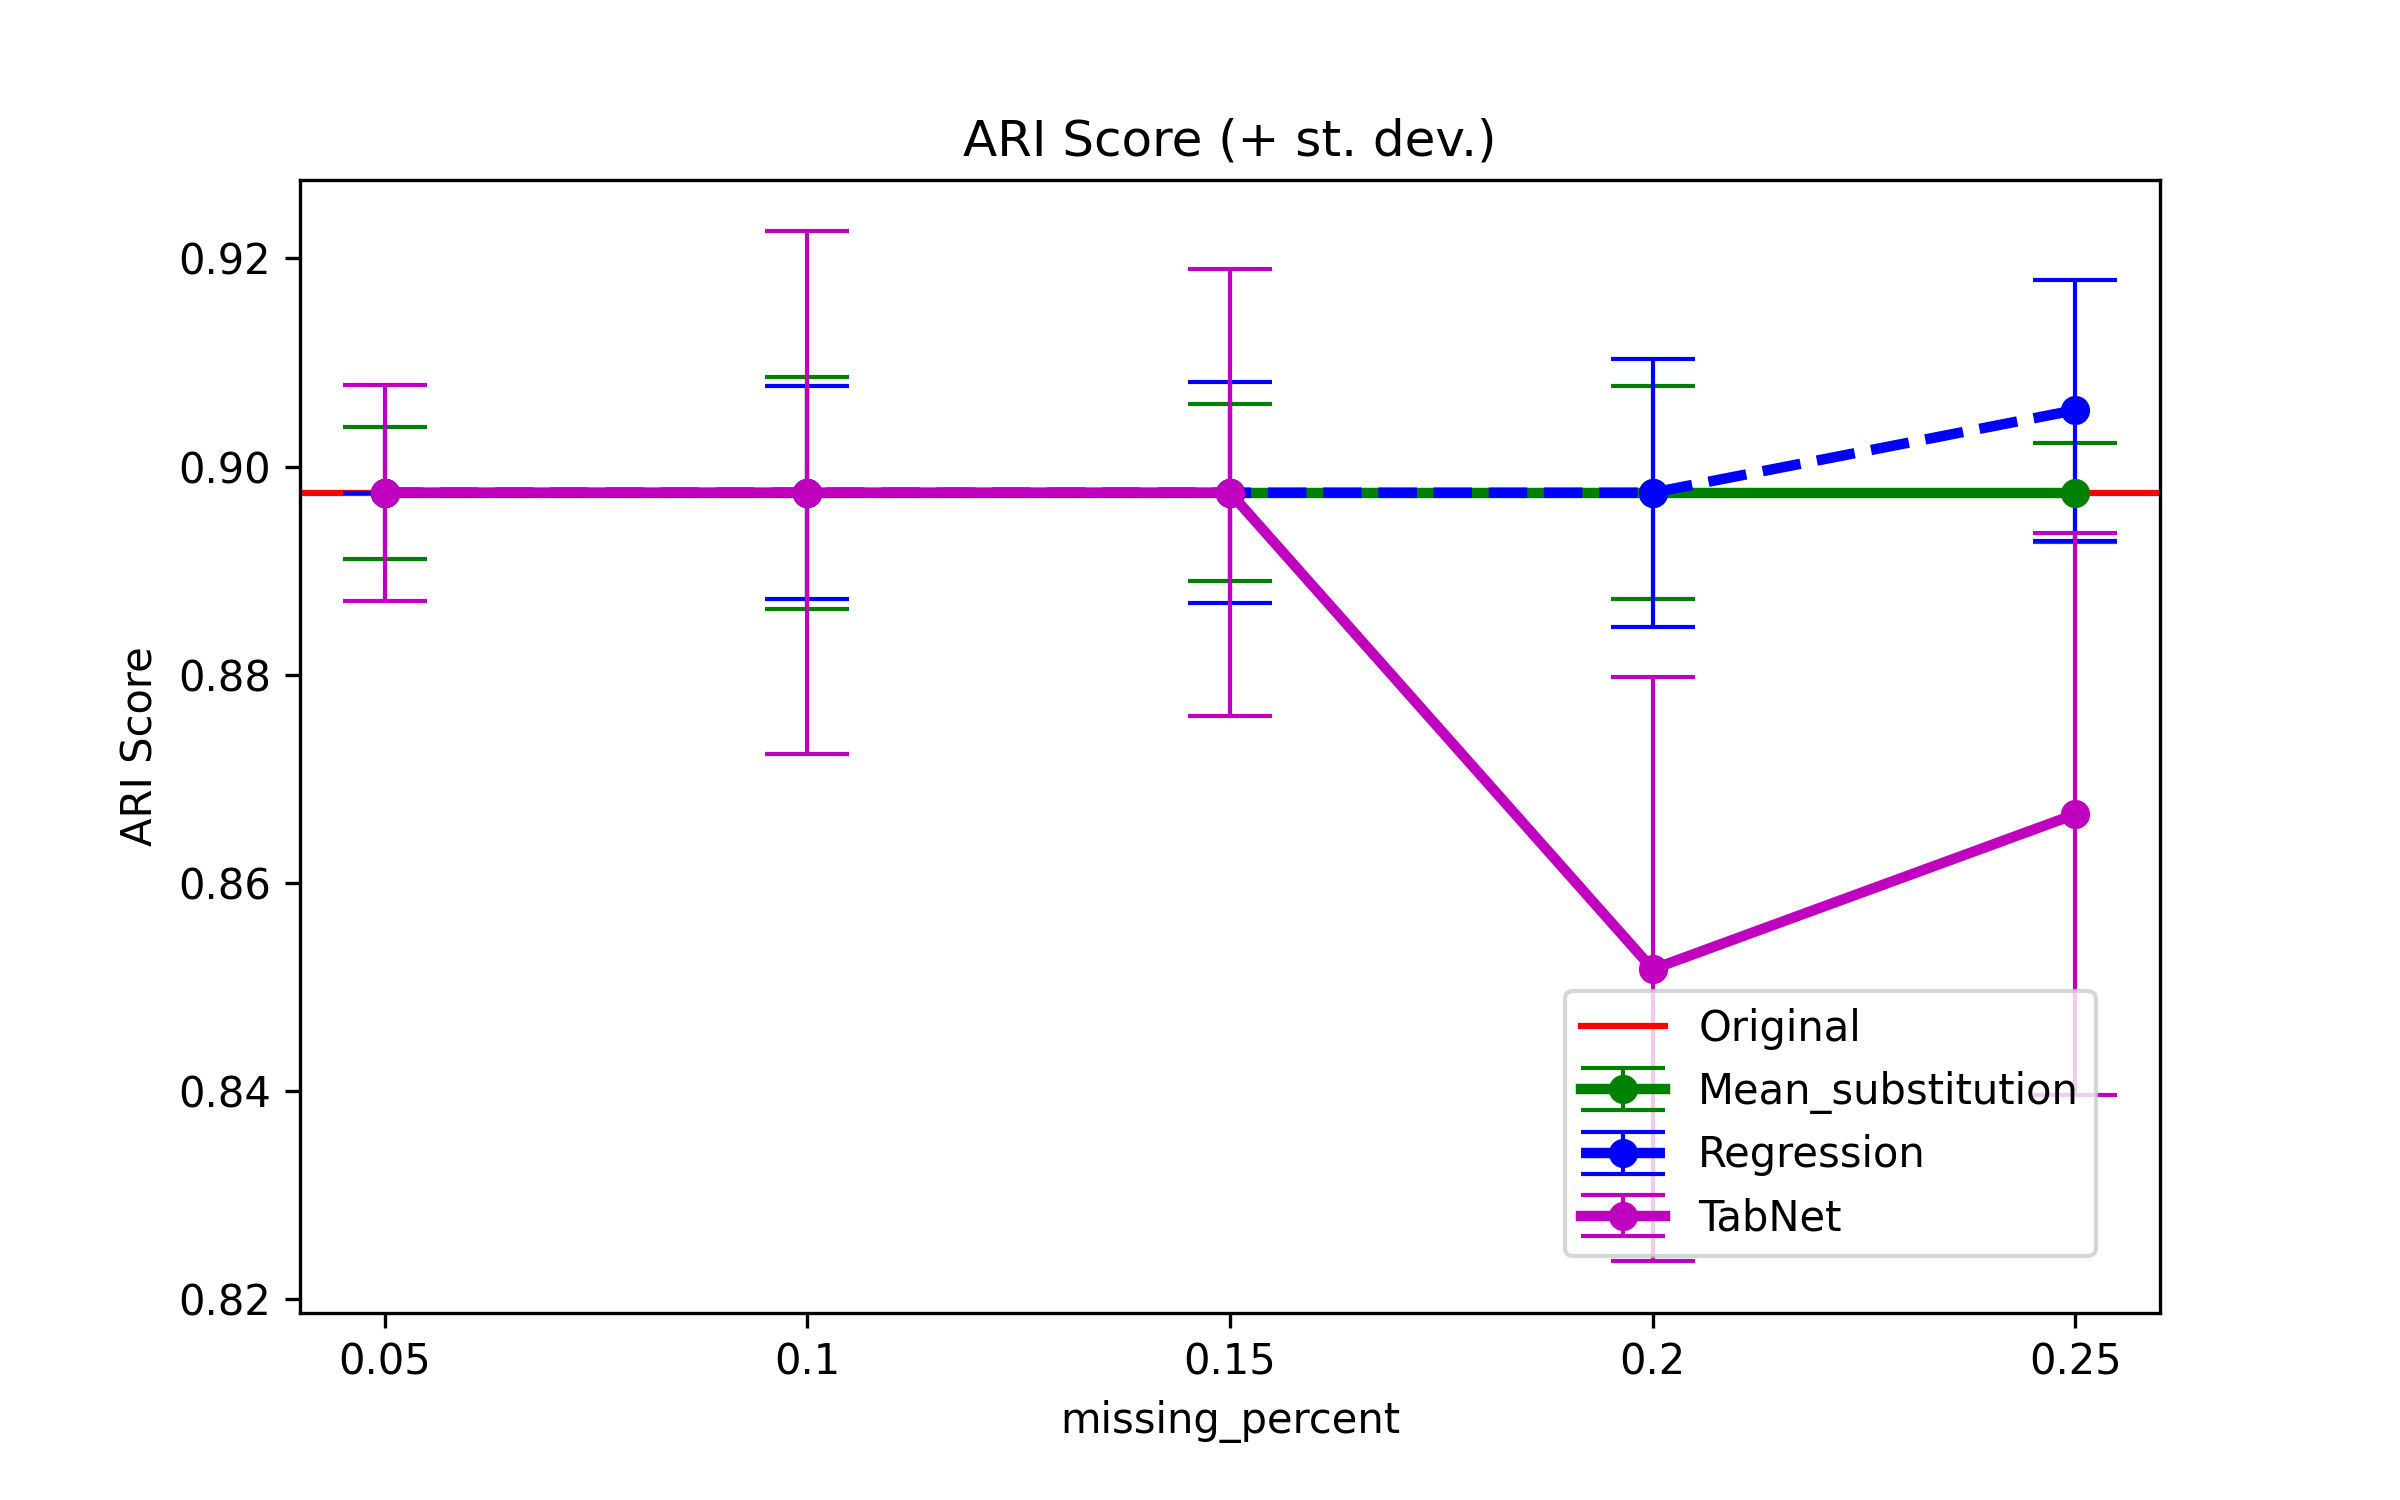 ARI Score (+ st. dev.)
0.92
0.90
0.88
0.86
0.84
0.82
ARI Score
Original
Mean_substitution
Regression
TabNet
0.05 0.1 0.15 0.2 0.25
missing_percent